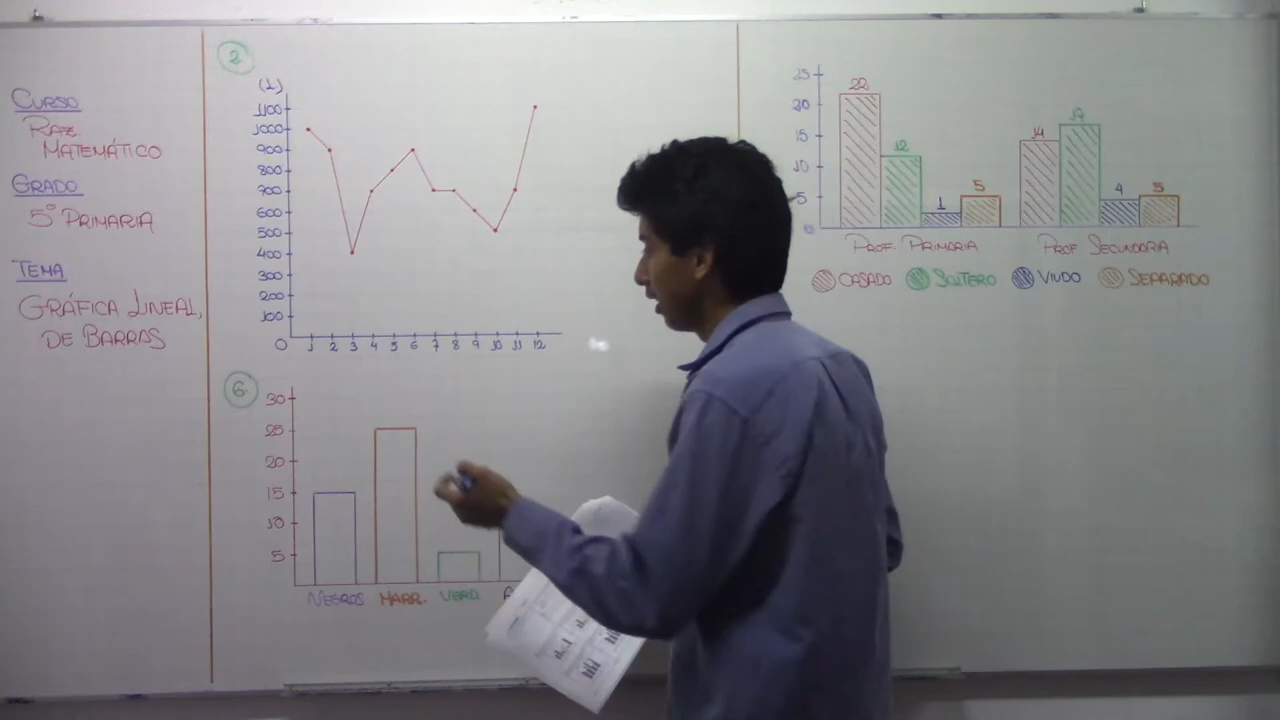 CURSO
RAZ.
MATEMÁTICO
GRADO
5° PRIMARIA
TEMA
GRÁFICA LINEAL,
DE BARRAS
2
(L)
1100
1000
900
800
700
600
500
400
300
200
100
0 1 2 3 4 5 6 7 8 9 10 11 12
6
30
25
20
15
10
5
NEGROS MARR. VERD.
25
20
15
10
5
0
22 12 1 5 14 17 4 5
PROF. PRIMARIA PROF SECUNDARIA
CASADO SOLTERO VIUDO SEPARADO